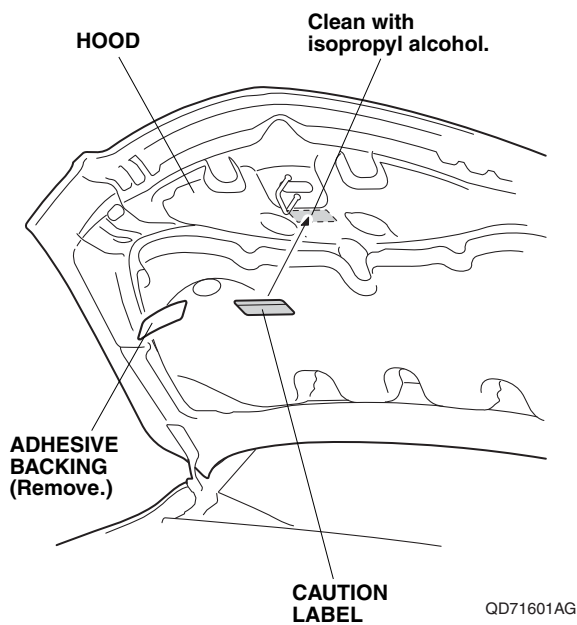 Clean with
isopropyl alcohol.
HOOD
ADHESIVE
BACKING
(Remove.)
CAUTION
LABEL
QD71601AG